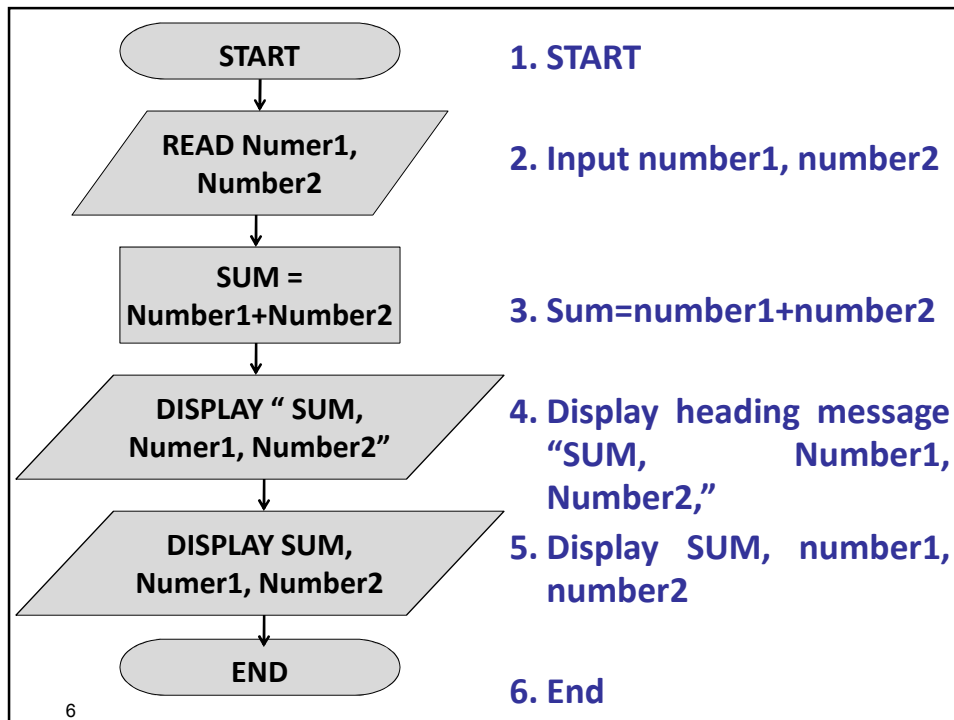 START
READ Numer1,
Number2
SUM =
Number1+Number2
DISPLAY “ SUM,
Numer1, Number2”
DISPLAY SUM,
Numer1, Number2
END
1. START
2. Input number1, number2
3. Sum=number1+number2
4. Display heading message
“SUM, Number1,
Number2,”
5. Display SUM, number1,
number2
6. End
6